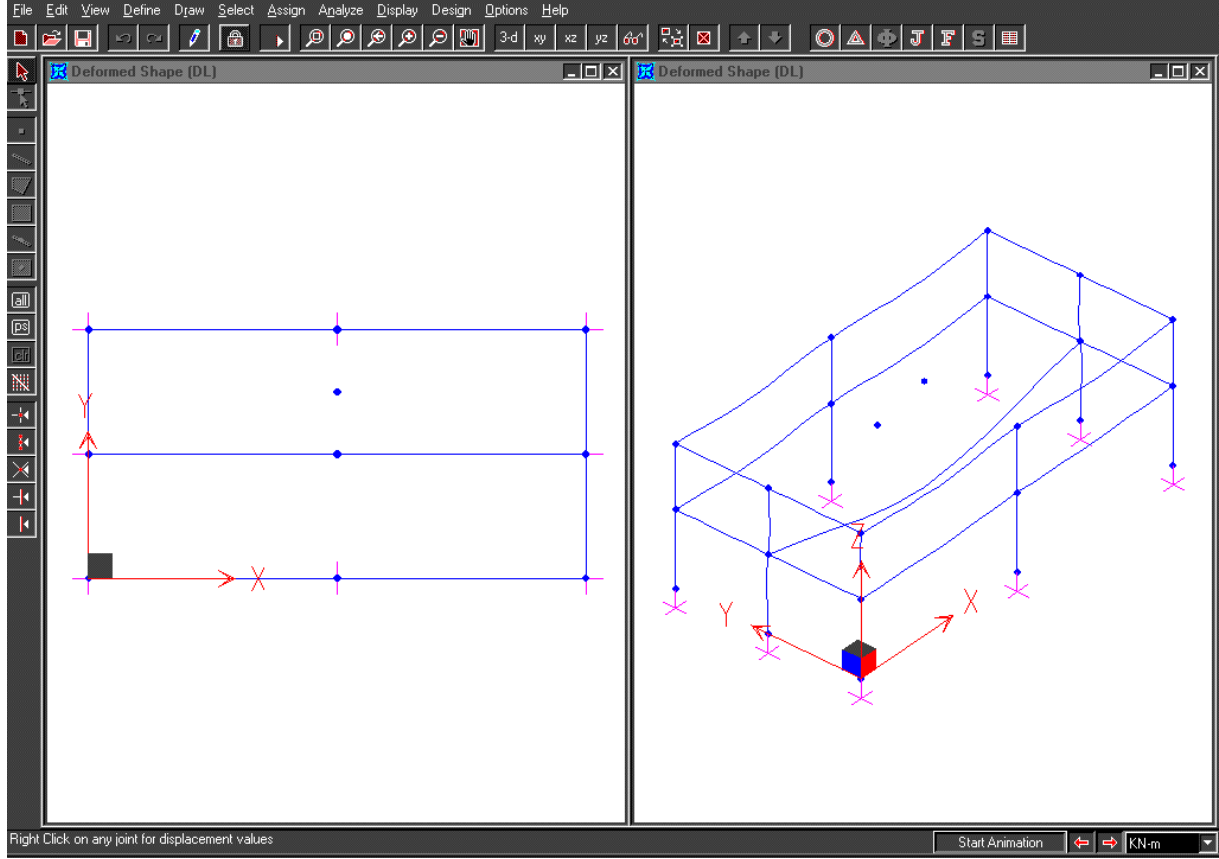 File Edit View Define Draw Select Assign Analyze Display Design Options Help
3-d xy xz yz J F S
Deformed Shape (DL)
Deformed Shape (DL)
all
ps
clr
Y
X
Z
X
Y
Right Click on any joint for displacement values
Start Animation
KN-m